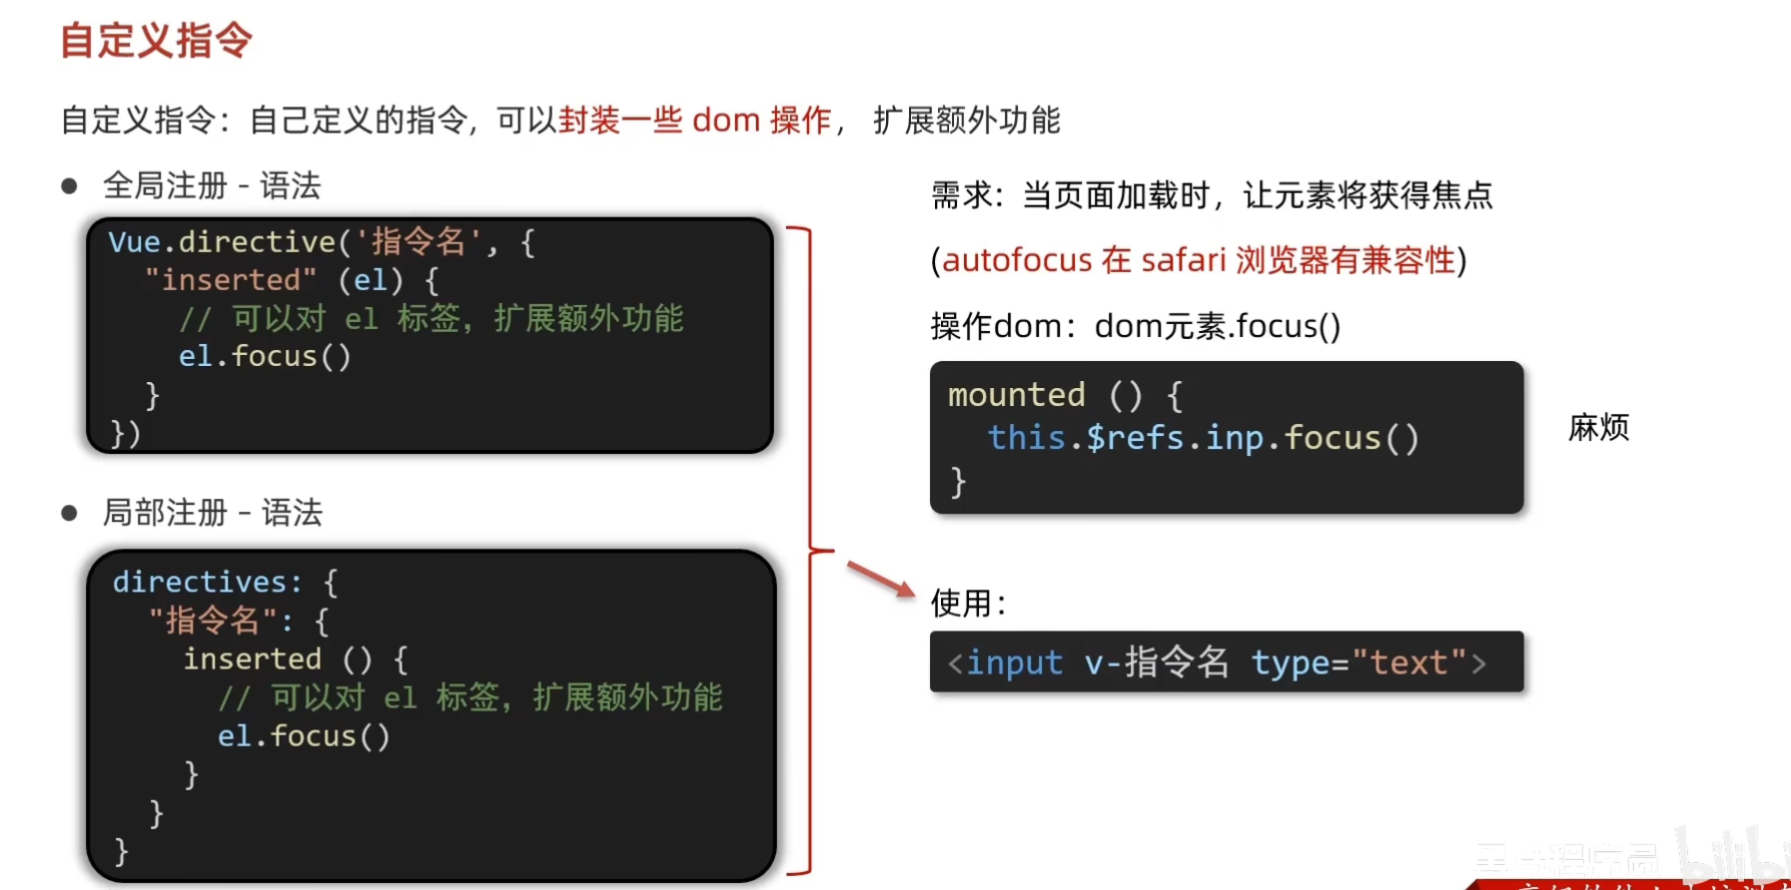 自定义指令
自定义指令：自己定义的指令, 可以封装一些 dom 操作， 扩展额外功能
● 全局注册 - 语法
Vue.directive('指令名', {
"inserted" (el) {
// 可以对 el 标签，扩展额外功能
el.focus()
}
})
● 局部注册 – 语法
directives: {
"指令名": {
inserted () {
// 可以对 el 标签，扩展额外功能
el.focus()
}
}
}
需求：当页面加载时，让元素将获得焦点
(autofocus 在 safari 浏览器有兼容性)
操作dom：dom元素.focus()
mounted () {
this.$refs.inp.focus()
}
麻烦
使用：
<input v-指令名 type="text">
bilibili